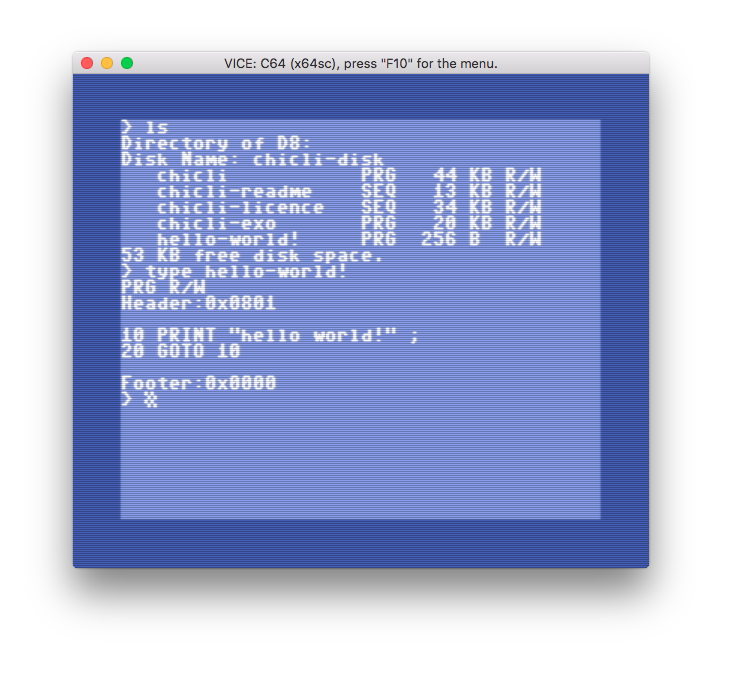 VICE: C64 (x64sc), press "F10" for the menu.
> ls
Directory of D8:
Disk Name: chicli-disk
   chicli           PRG   44 KB R/W
   chicli-readme    SEQ   13 KB R/W
   chicli-licence   SEQ   34 KB R/W
   chicli-exo       PRG   20 KB R/W
   hello-world!     PRG  256 B  R/W
53 KB free disk space.
> type hello-world!
PRG R/W
Header:0x0801
10 PRINT "hello world!" ;
20 GOTO 10
Footer:0x0000
>